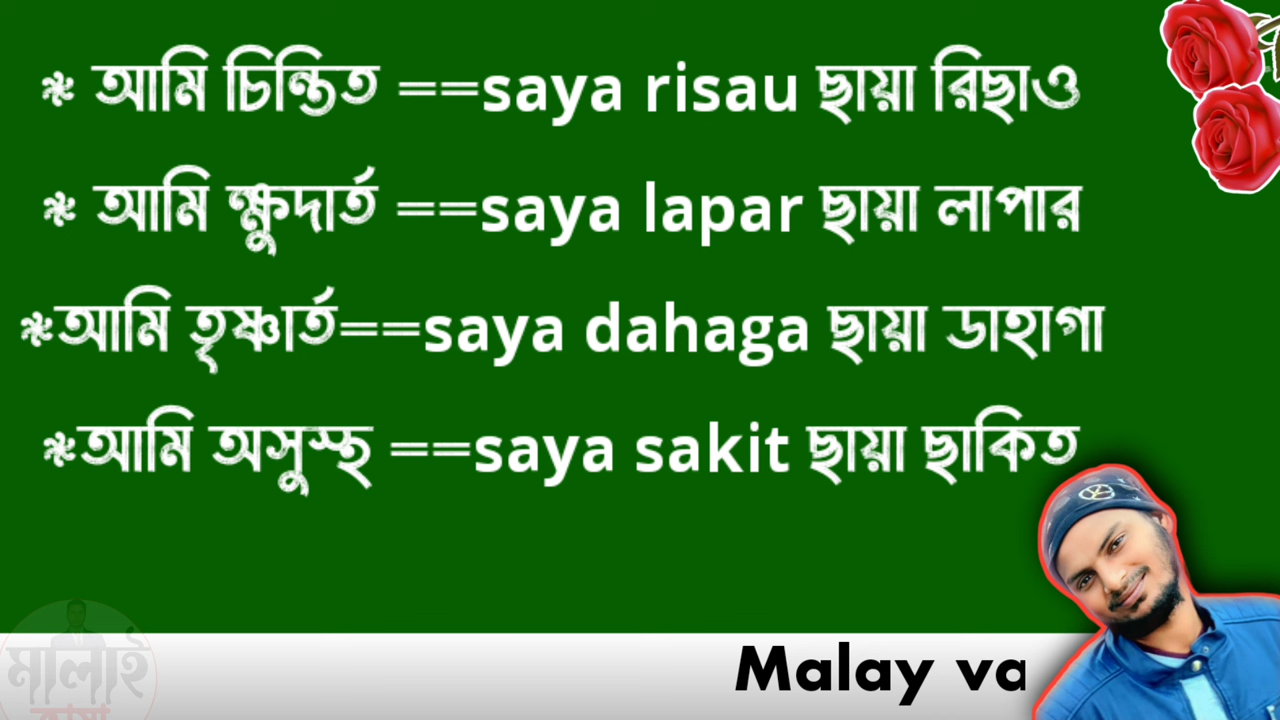 * আমি চিন্তিত ==saya risau ছায়া রিছাও
* আমি ক্ষুদার্ত ==saya lapar ছায়া লাপার
*আমি তৃষ্ণার্ত==saya dahaga ছায়া ডাহাগা
*আমি অসুস্থ ==saya sakit ছায়া ছাকিত
মালাই
ভাষা
Malay va